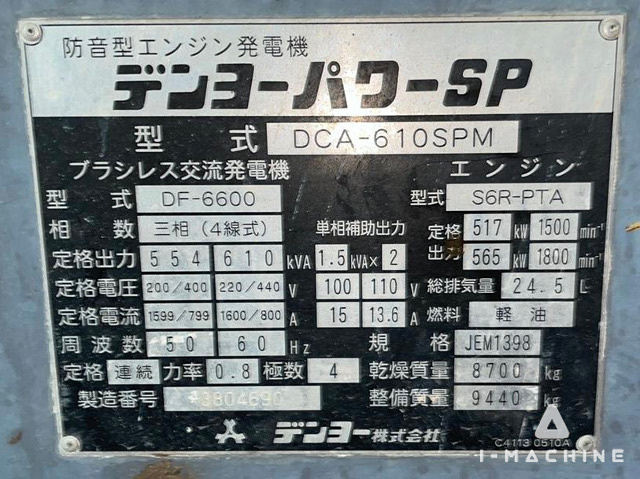 防音型エンジン発電機
デンヨーパワーSP
型式 DCA-610SPM
ブラシレス交流発電機 エンジン
型式 DF-6600 型式 S6R-PTA
相数 三相(4線式) 単相補助出力 定格出力 517 kW 1500 min⁻¹
定格出力 554 610 kVA 1.5 kVA× 2 565 kW 1800 min⁻¹
定格電圧 200/400 220/440 V 100 110 V 総排気量 24.5 L
定格電流 1599/799 1600/800 A 15 13.6 A 燃料 軽油
周波数 50 60 Hz 規格 JEM1398
定格 連続 力率 0.8 極数 4 乾燥質量 8700 kg
製造番号 整備質量 9440 kg
デンヨー株式会社
C4113 0510A
I-MACHINE